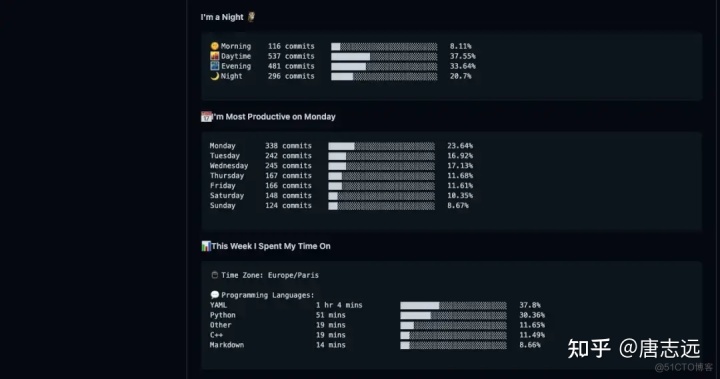 I'm a Night 🦉
🌞 Morning 116 commits 8.11%
🌆 Daytime 537 commits 37.55%
🌃 Evening 481 commits 33.64%
🌙 Night 296 commits 20.7%
📅 I'm Most Productive on Monday
Monday 338 commits 23.64%
Tuesday 242 commits 16.92%
Wednesday 245 commits 17.13%
Thursday 167 commits 11.68%
Friday 166 commits 11.61%
Saturday 148 commits 10.35%
Sunday 124 commits 8.67%
📊 This Week I Spent My Time On
Time Zone: Europe/Paris
💬 Programming Languages:
YAML 1 hr 4 mins 37.8%
Python 51 mins 30.36%
Other 19 mins 11.65%
C++ 19 mins 11.49%
Markdown 14 mins 8.66%
知乎 @唐志远
@51CTO博客